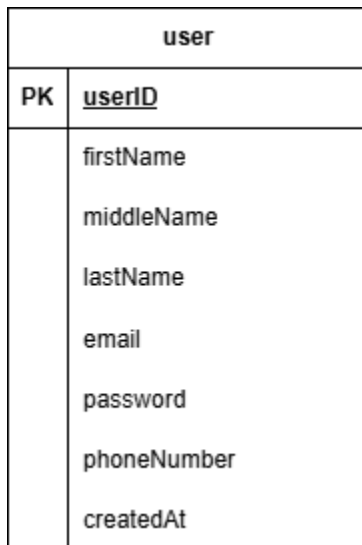 user
PK userID
firstName
middleName
lastName
email
password
phoneNumber
createdAt